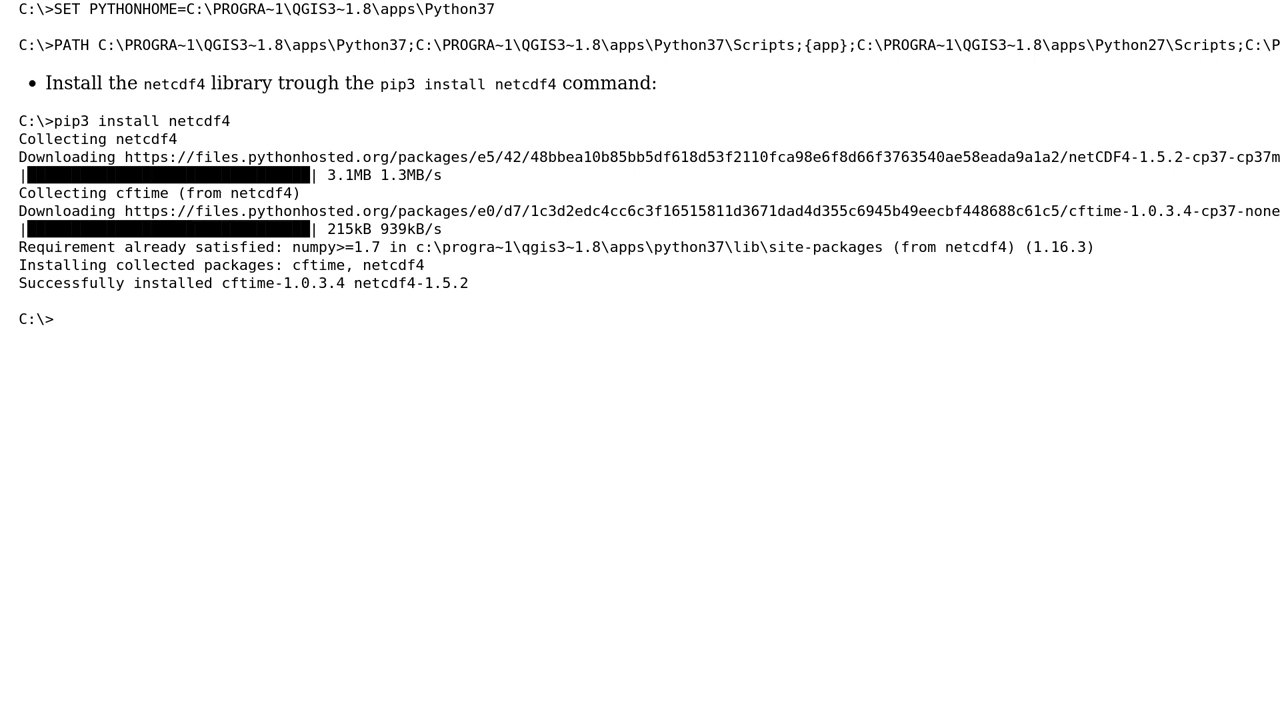 C:\>SET PYTHONHOME=C:\PROGRA~1\QGIS3~1.8\apps\Python37
C:\>PATH C:\PROGRA~1\QGIS3~1.8\apps\Python37;C:\PROGRA~1\QGIS3~1.8\apps\Python37\Scripts;{app};C:\PROGRA~1\QGIS3~1.8\apps\Python27\Scripts;C:\P
• Install the netcdf4 library trough the pip3 install netcdf4 command:
C:\>pip3 install netcdf4
Collecting netcdf4
Downloading https://files.pythonhosted.org/packages/e5/42/48bbea10b85bb5df618d53f2110fca98e6f8d66f3763540ae58eada9a1a2/netCDF4-1.5.2-cp37-cp37m
|████████████████████████████████| 3.1MB 1.3MB/s
Collecting cftime (from netcdf4)
Downloading https://files.pythonhosted.org/packages/e0/d7/1c3d2edc4cc6c3f16515811d3671dad4d355c6945b49eecbf448688c61c5/cftime-1.0.3.4-cp37-none
|████████████████████████████████| 215kB 939kB/s
Requirement already satisfied: numpy>=1.7 in c:\progra~1\qgis3~1.8\apps\python37\lib\site-packages (from netcdf4) (1.16.3)
Installing collected packages: cftime, netcdf4
Successfully installed cftime-1.0.3.4 netcdf4-1.5.2
C:\>